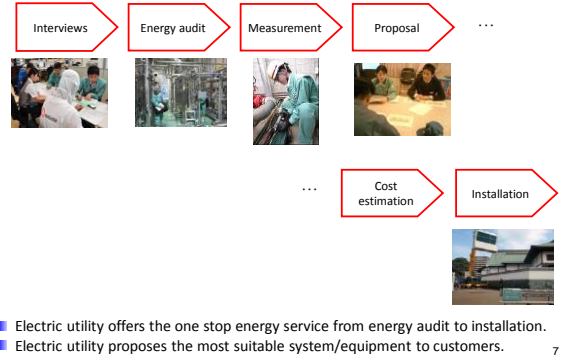 Interviews
Energy audit
Measurement
Proposal
…
…
Cost
estimation
Installation
Electric utility offers the one stop energy service from energy audit to installation.
Electric utility proposes the most suitable system/equipment to customers.
7